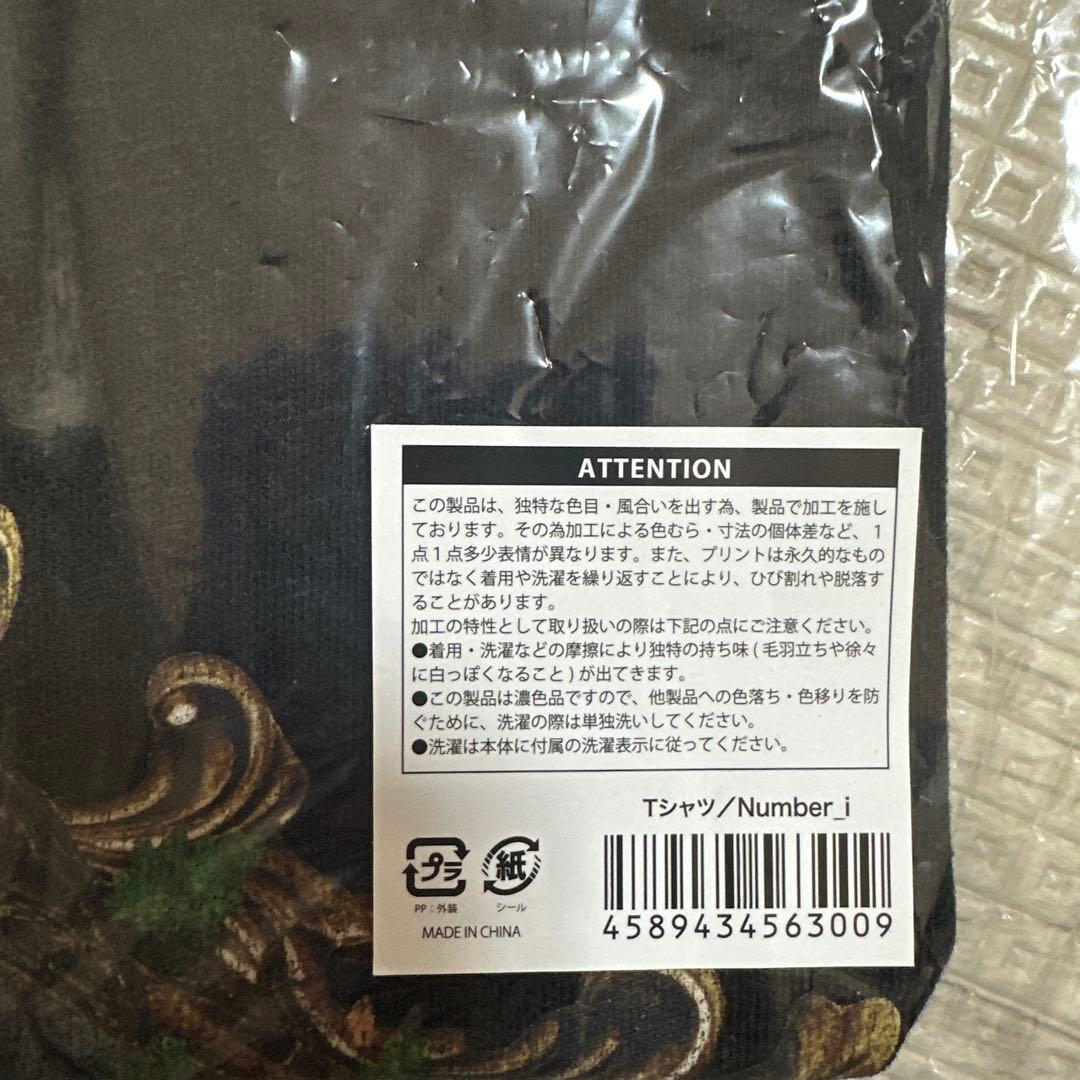 ATTENTION
この製品は、独特な色目・風合いを出す為、製品で加工を施し
ております。その為加工による色むら・寸法の個体差など、1
点1点多少表情が異なります。また、プリントは永久的なもの
ではなく着用や洗濯を繰り返すことにより、ひび割れや脱落す
ることがあります。
加工の特性として取り扱いの際は下記の点にご注意ください。
●着用・洗濯などの摩擦により独特の持ち味(毛羽立ちや徐々
に白っぽくなること)が出てきます。
●この製品は濃色品ですので、他製品への色落ち・色移りを防
ぐために、洗濯の際は単独洗いしてください。
●洗濯は本体に付属の洗濯表示に従ってください。
Tシャツ／Number_i
プラ
紙
PP：外装
シール
MADE IN CHINA
4589434563009